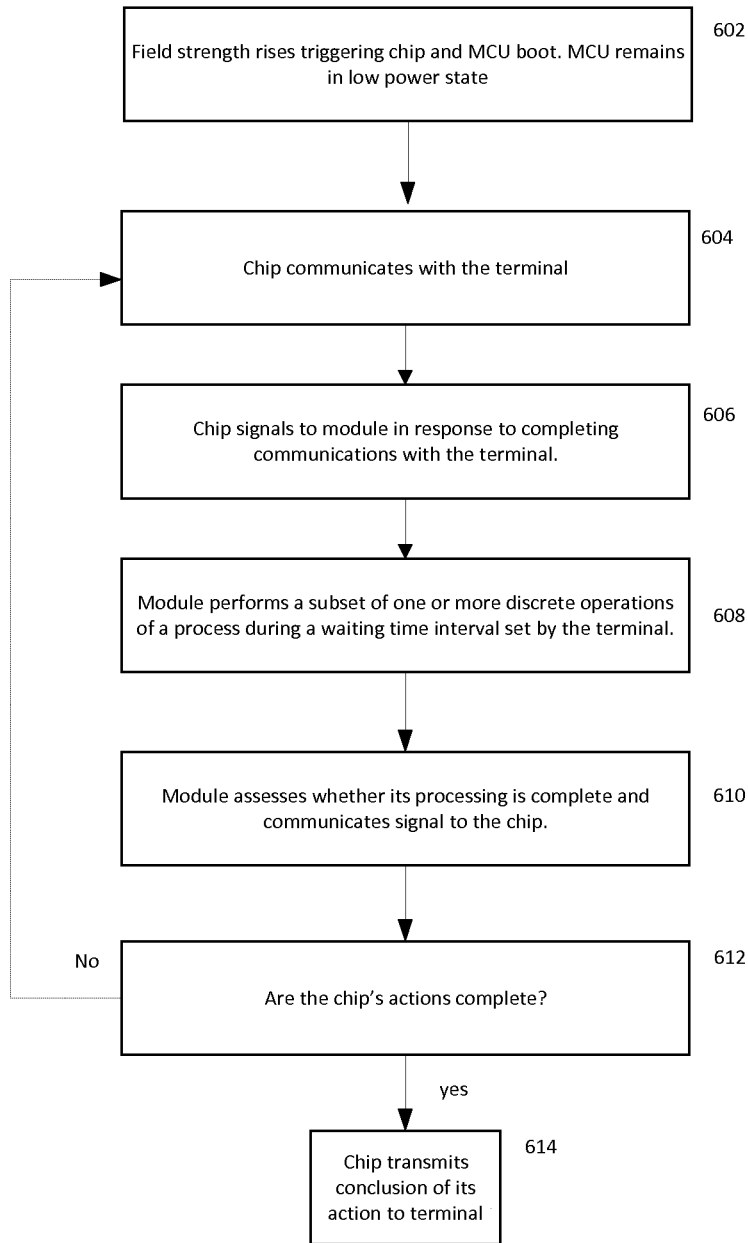 602
Field strength rises triggering chip and MCU boot. MCU remains
in low power state
604
Chip communicates with the terminal
606
Chip signals to module in response to completing
communications with the terminal.
608
Module performs a subset of one or more discrete operations
of a process during a waiting time interval set by the terminal.
610
Module assesses whether its processing is complete and
communicates signal to the chip.
612
No
Are the chip's actions complete?
yes
614
Chip transmits
conclusion of its
action to terminal